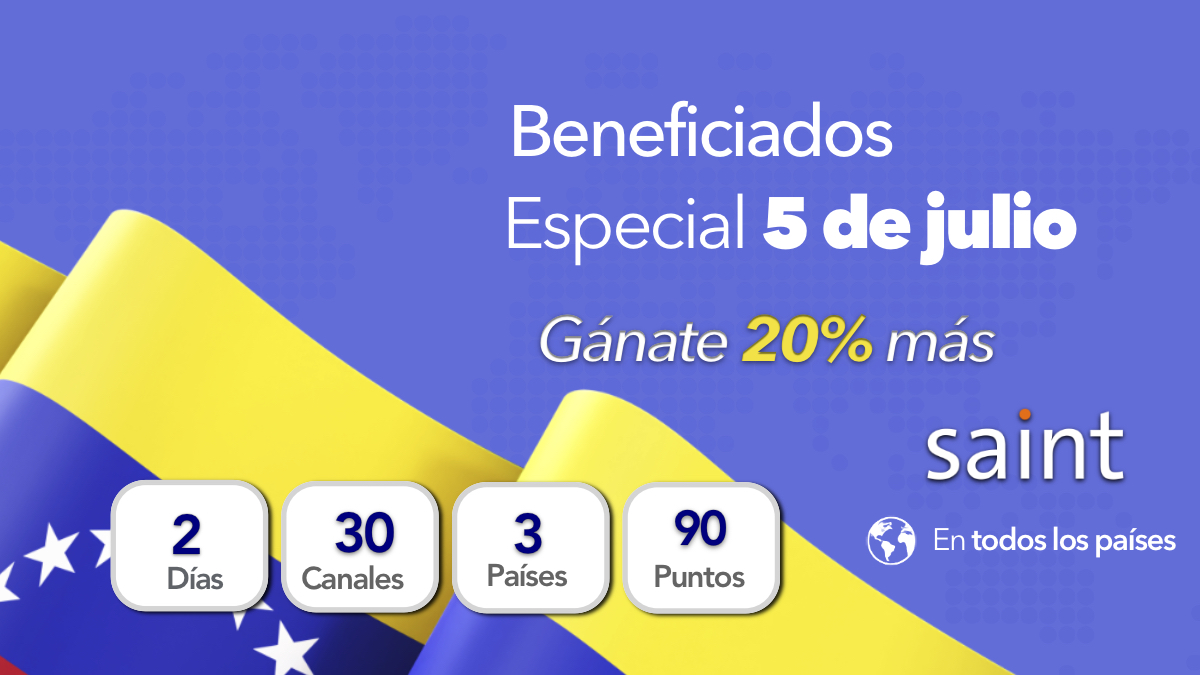 Beneficiados
Especial 5 de julio
Gánate 20% más
saint
En todos los países
2
Días
30
Canales
3
Países
90
Puntos